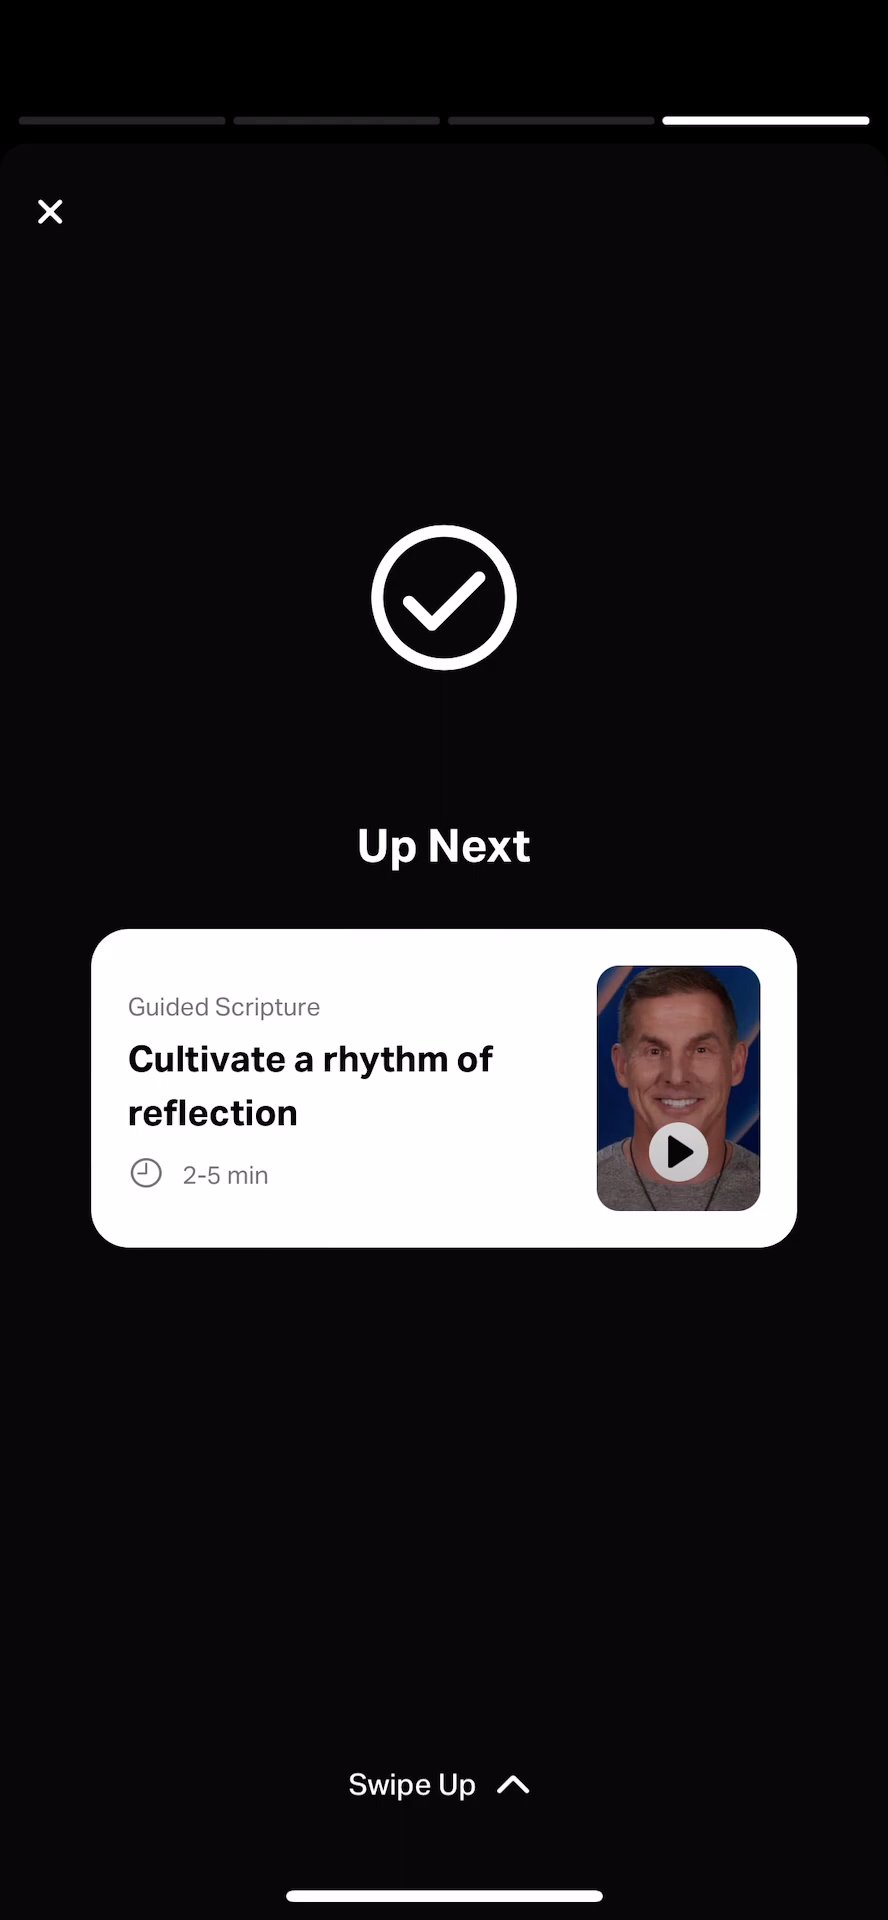 Up Next
Guided Scripture
Cultivate a rhythm of
reflection
2-5 min
Swipe Up